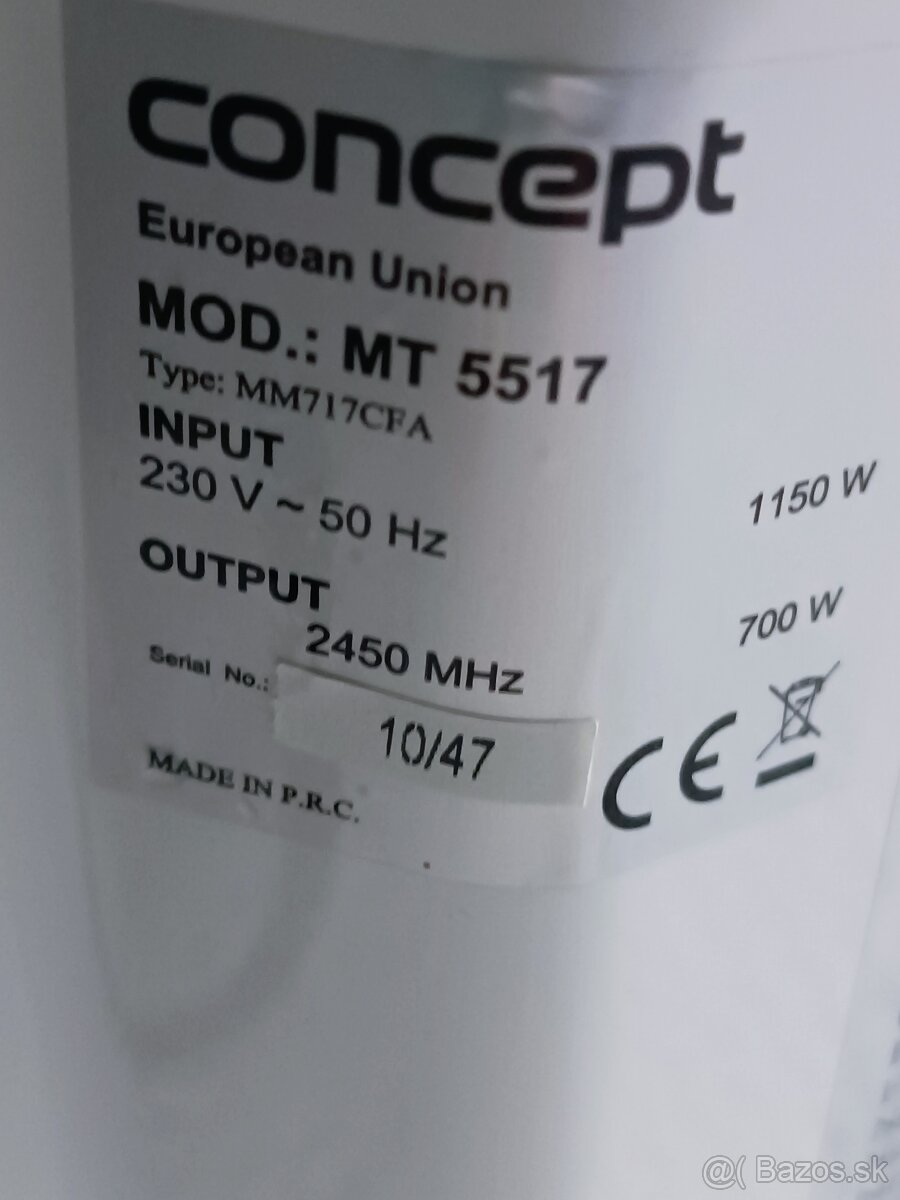 concept
European Union
MOD.: MT 5517
Type: MM717CFA
INPUT
230 V ~ 50 Hz 1150 W
OUTPUT
2450 MHz 700 W
Serial No.: 10/47
MADE IN P.R.C.
CE
@( Bazos.sk